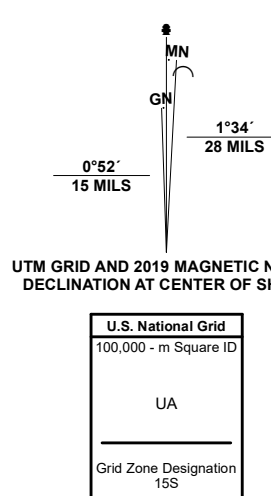 MN
GN
1°34´
28 MILS
0°52´
15 MILS
UTM GRID AND 2019 MAGNETIC
DECLINATION AT CENTER OF
U.S. National Grid
100,000 - m Square ID
UA
Grid Zone Designation
15S